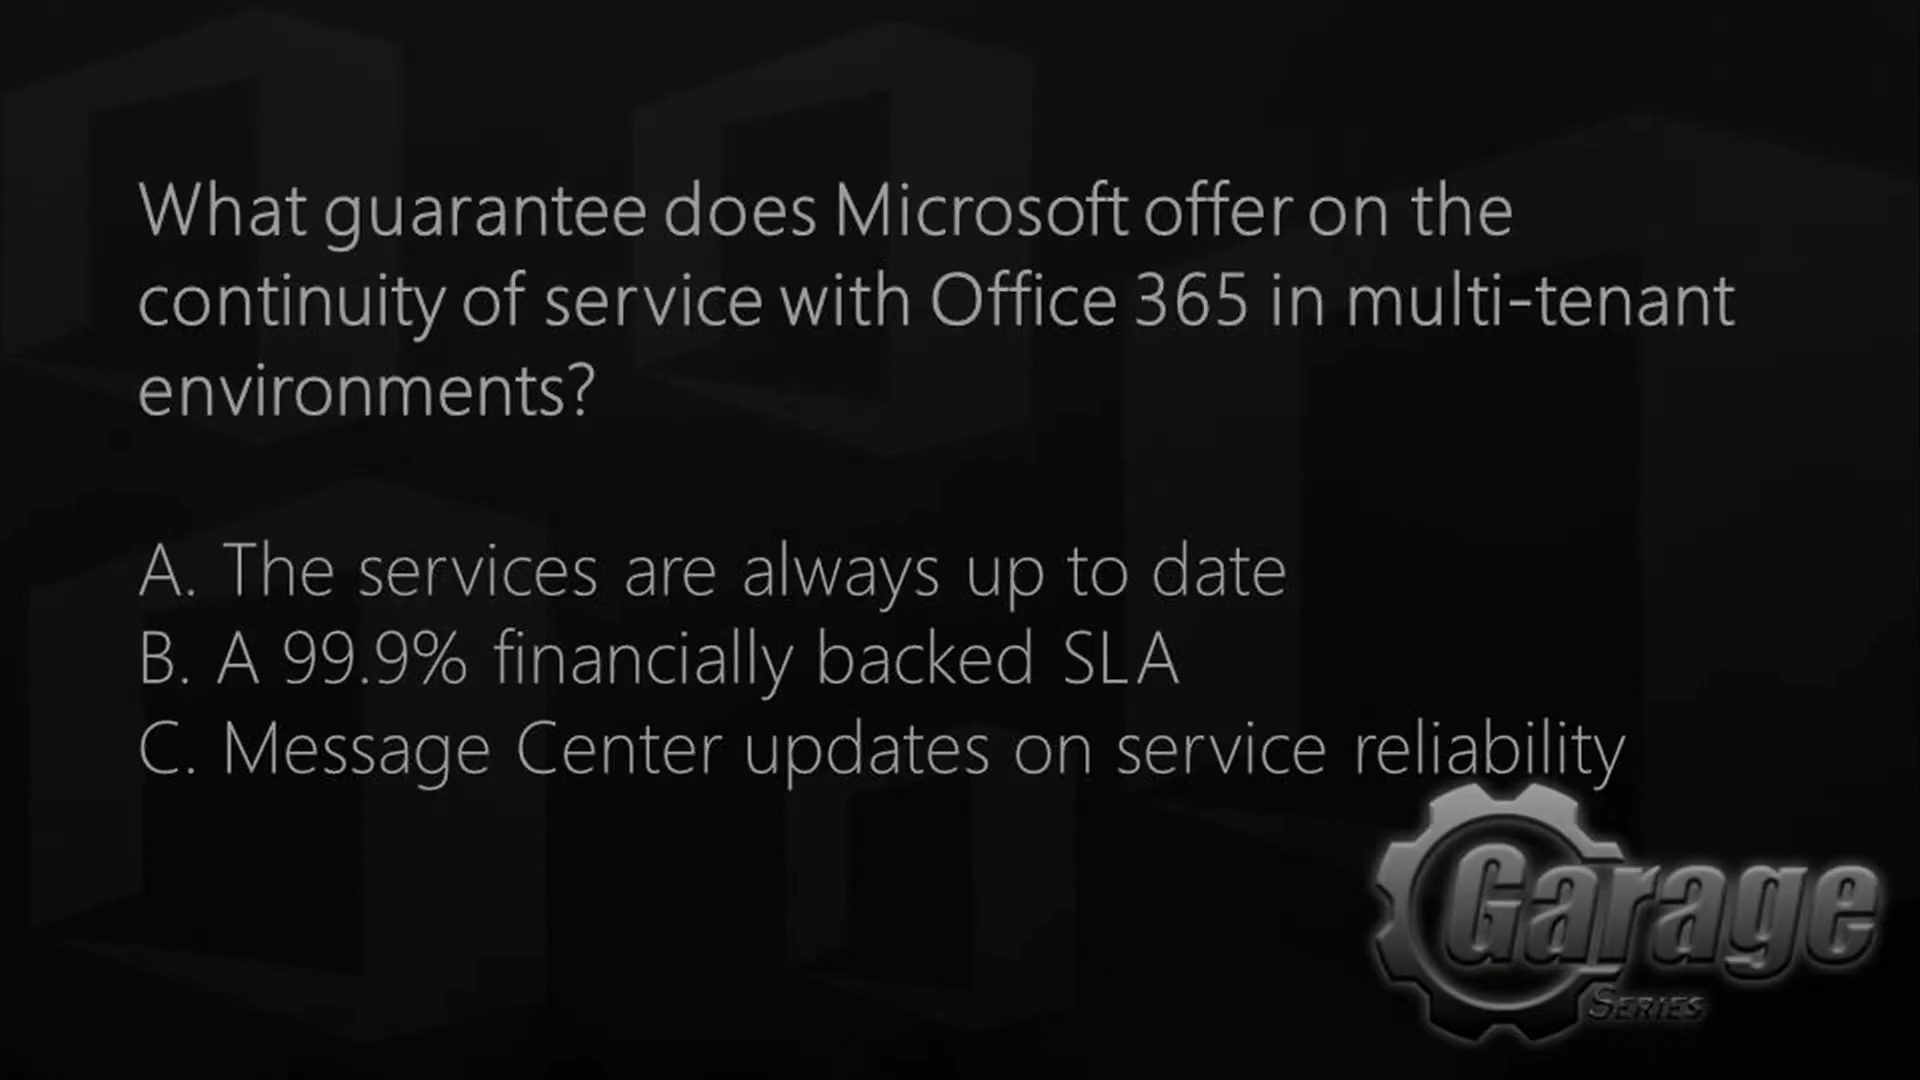 What guarantee does Microsoft offer on the
continuity of service with Office 365 in multi-tenant
environments?
A. The services are always up to date
B. A 99.9% financially backed SLA
C. Message Center updates on service reliability
Garage
SERIES